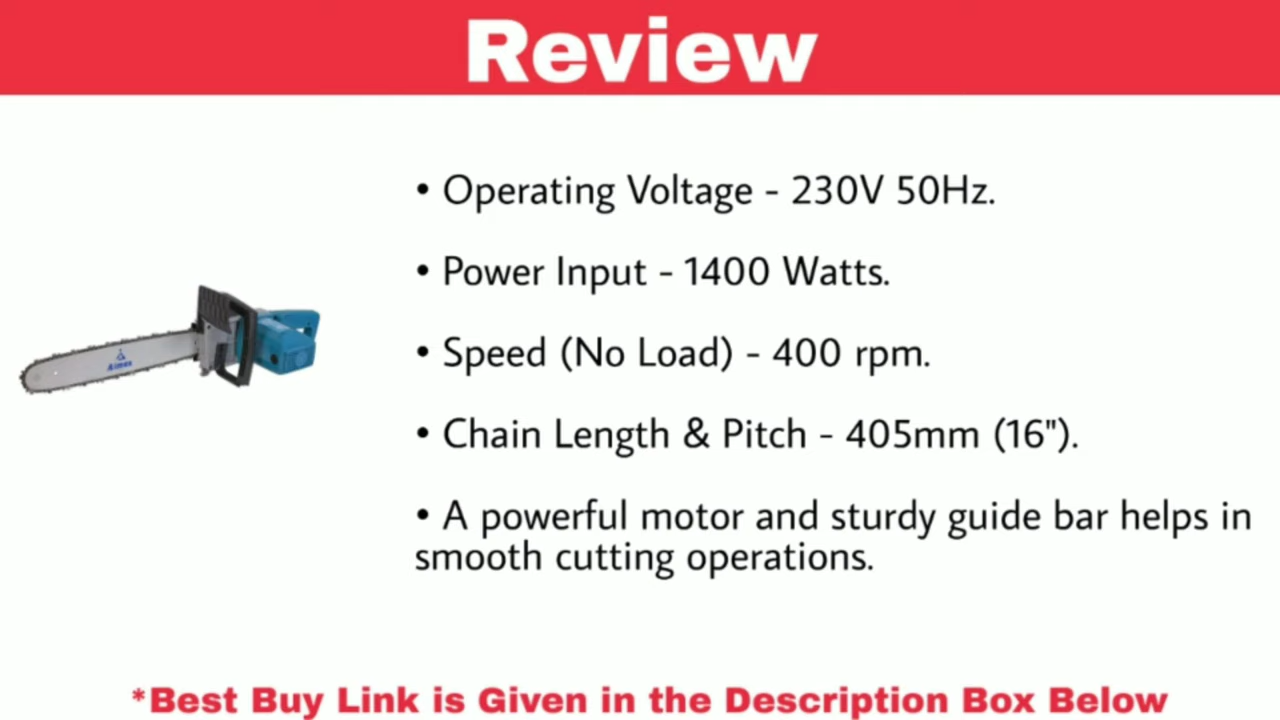 Review
• Operating Voltage - 230V 50Hz.
• Power Input - 1400 Watts.
• Speed (No Load) - 400 rpm.
• Chain Length & Pitch - 405mm (16").
• A powerful motor and sturdy guide bar helps in
smooth cutting operations.
*Best Buy Link is Given in the Description Box Below